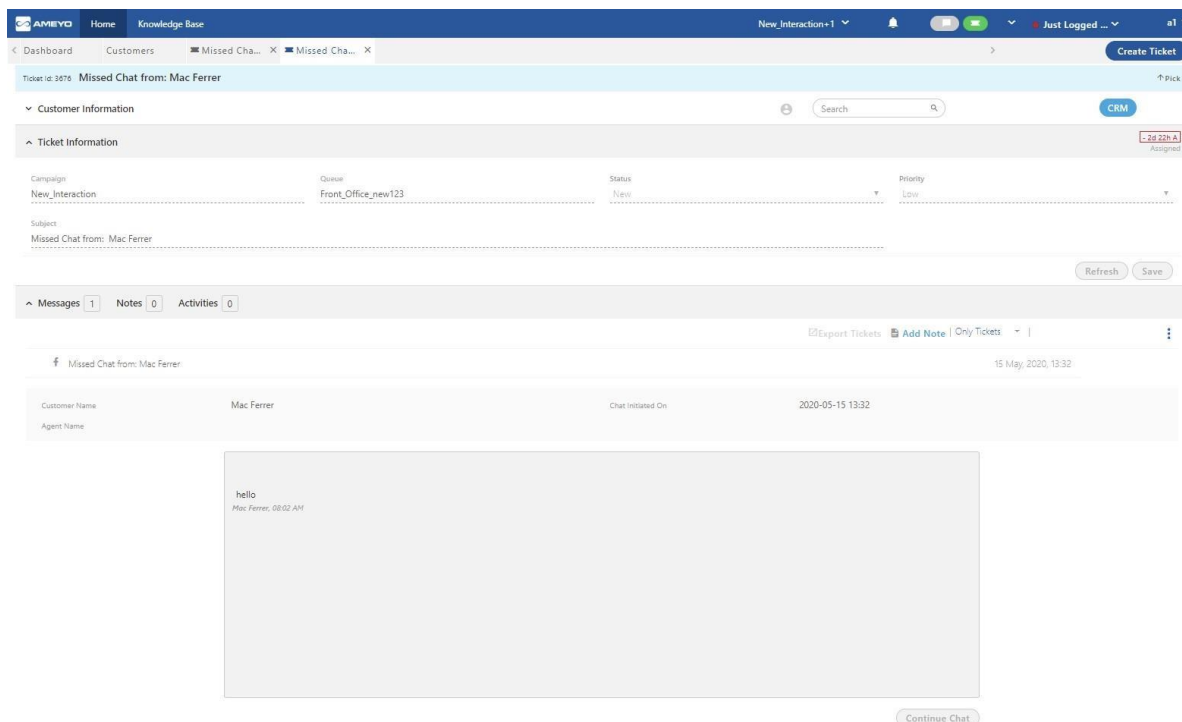 AMEYO Home Knowledge Base New_Interaction+1 Just Logged ... a1
Dashboard Customers Missed Cha... X Missed Cha... X Create Ticket
Ticket Id: 3676 Missed Chat from: Mac Ferrer Pick
Customer Information Search CRM
Ticket Information - 2d 22h A
Assigned
Campaign Queue Status Priority
New_Interaction Front_Office_new123 New Low
Subject
Missed Chat from: Mac Ferrer
Refresh Save
Messages 1 Notes 0 Activities 0
Export Tickets Add Note Only Tickets
Missed Chat from: Mac Ferrer 15 May, 2020, 13:32
Customer Name Mac Ferrer Chat Initiated On 2020-05-15 13:32
Agent Name
hello
Mac Ferrer, 08:02 AM
Continue Chat